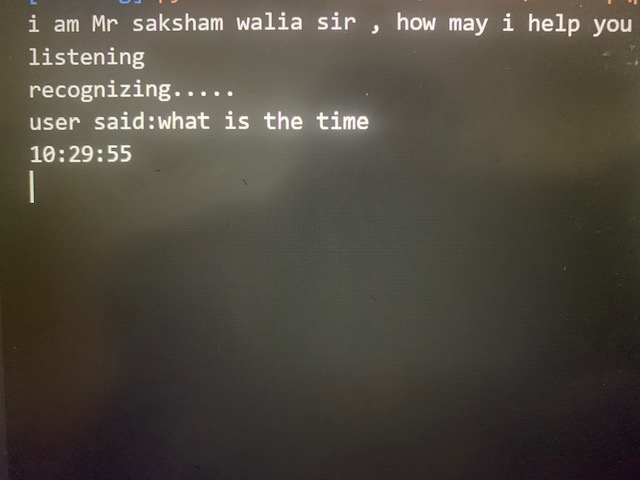 i am Mr saksham walia sir , how may i help you
listening
recognizing.....
user said:what is the time
10:29:55